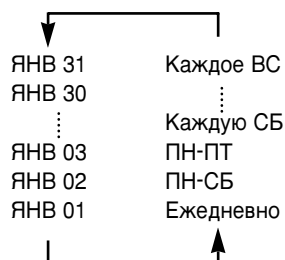 ЯНВ 31 Каждое ВС
ЯНВ 30
Каждую СБ
ЯНВ 03 ПН-ПТ
ЯНВ 02 ПН-СБ
ЯНВ 01 Ежедневно